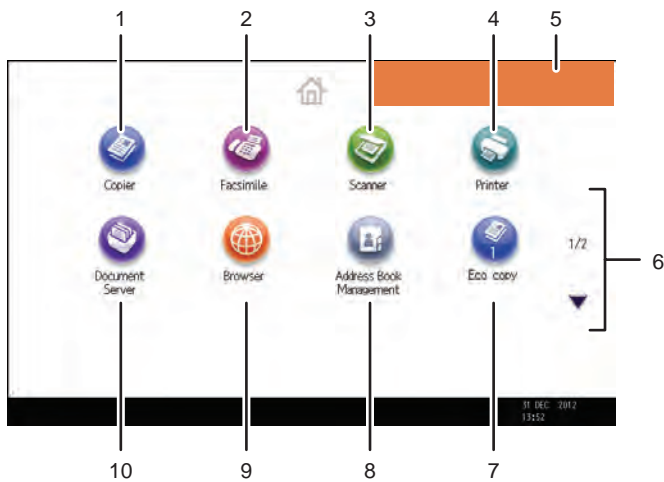 1 2 3 4 5
Copier Facsimile Scanner Printer
1/2
6
Document Server Browser Address Book Management Eco copy
1
31 DEC 2012
13:52
10 9 8 7